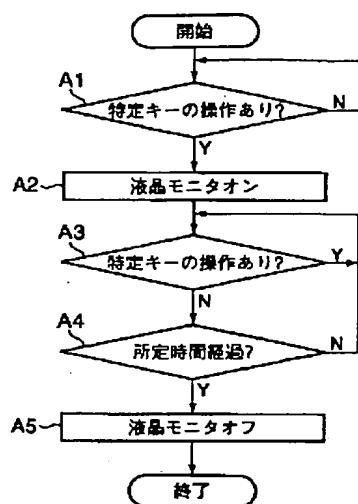 開始
A1
特定キーの操作あり?
N
Y
A2
液晶モニタオン
A3
特定キーの操作あり?
Y
N
A4
所定時間経過?
N
Y
A5
液晶モニタオフ
終了